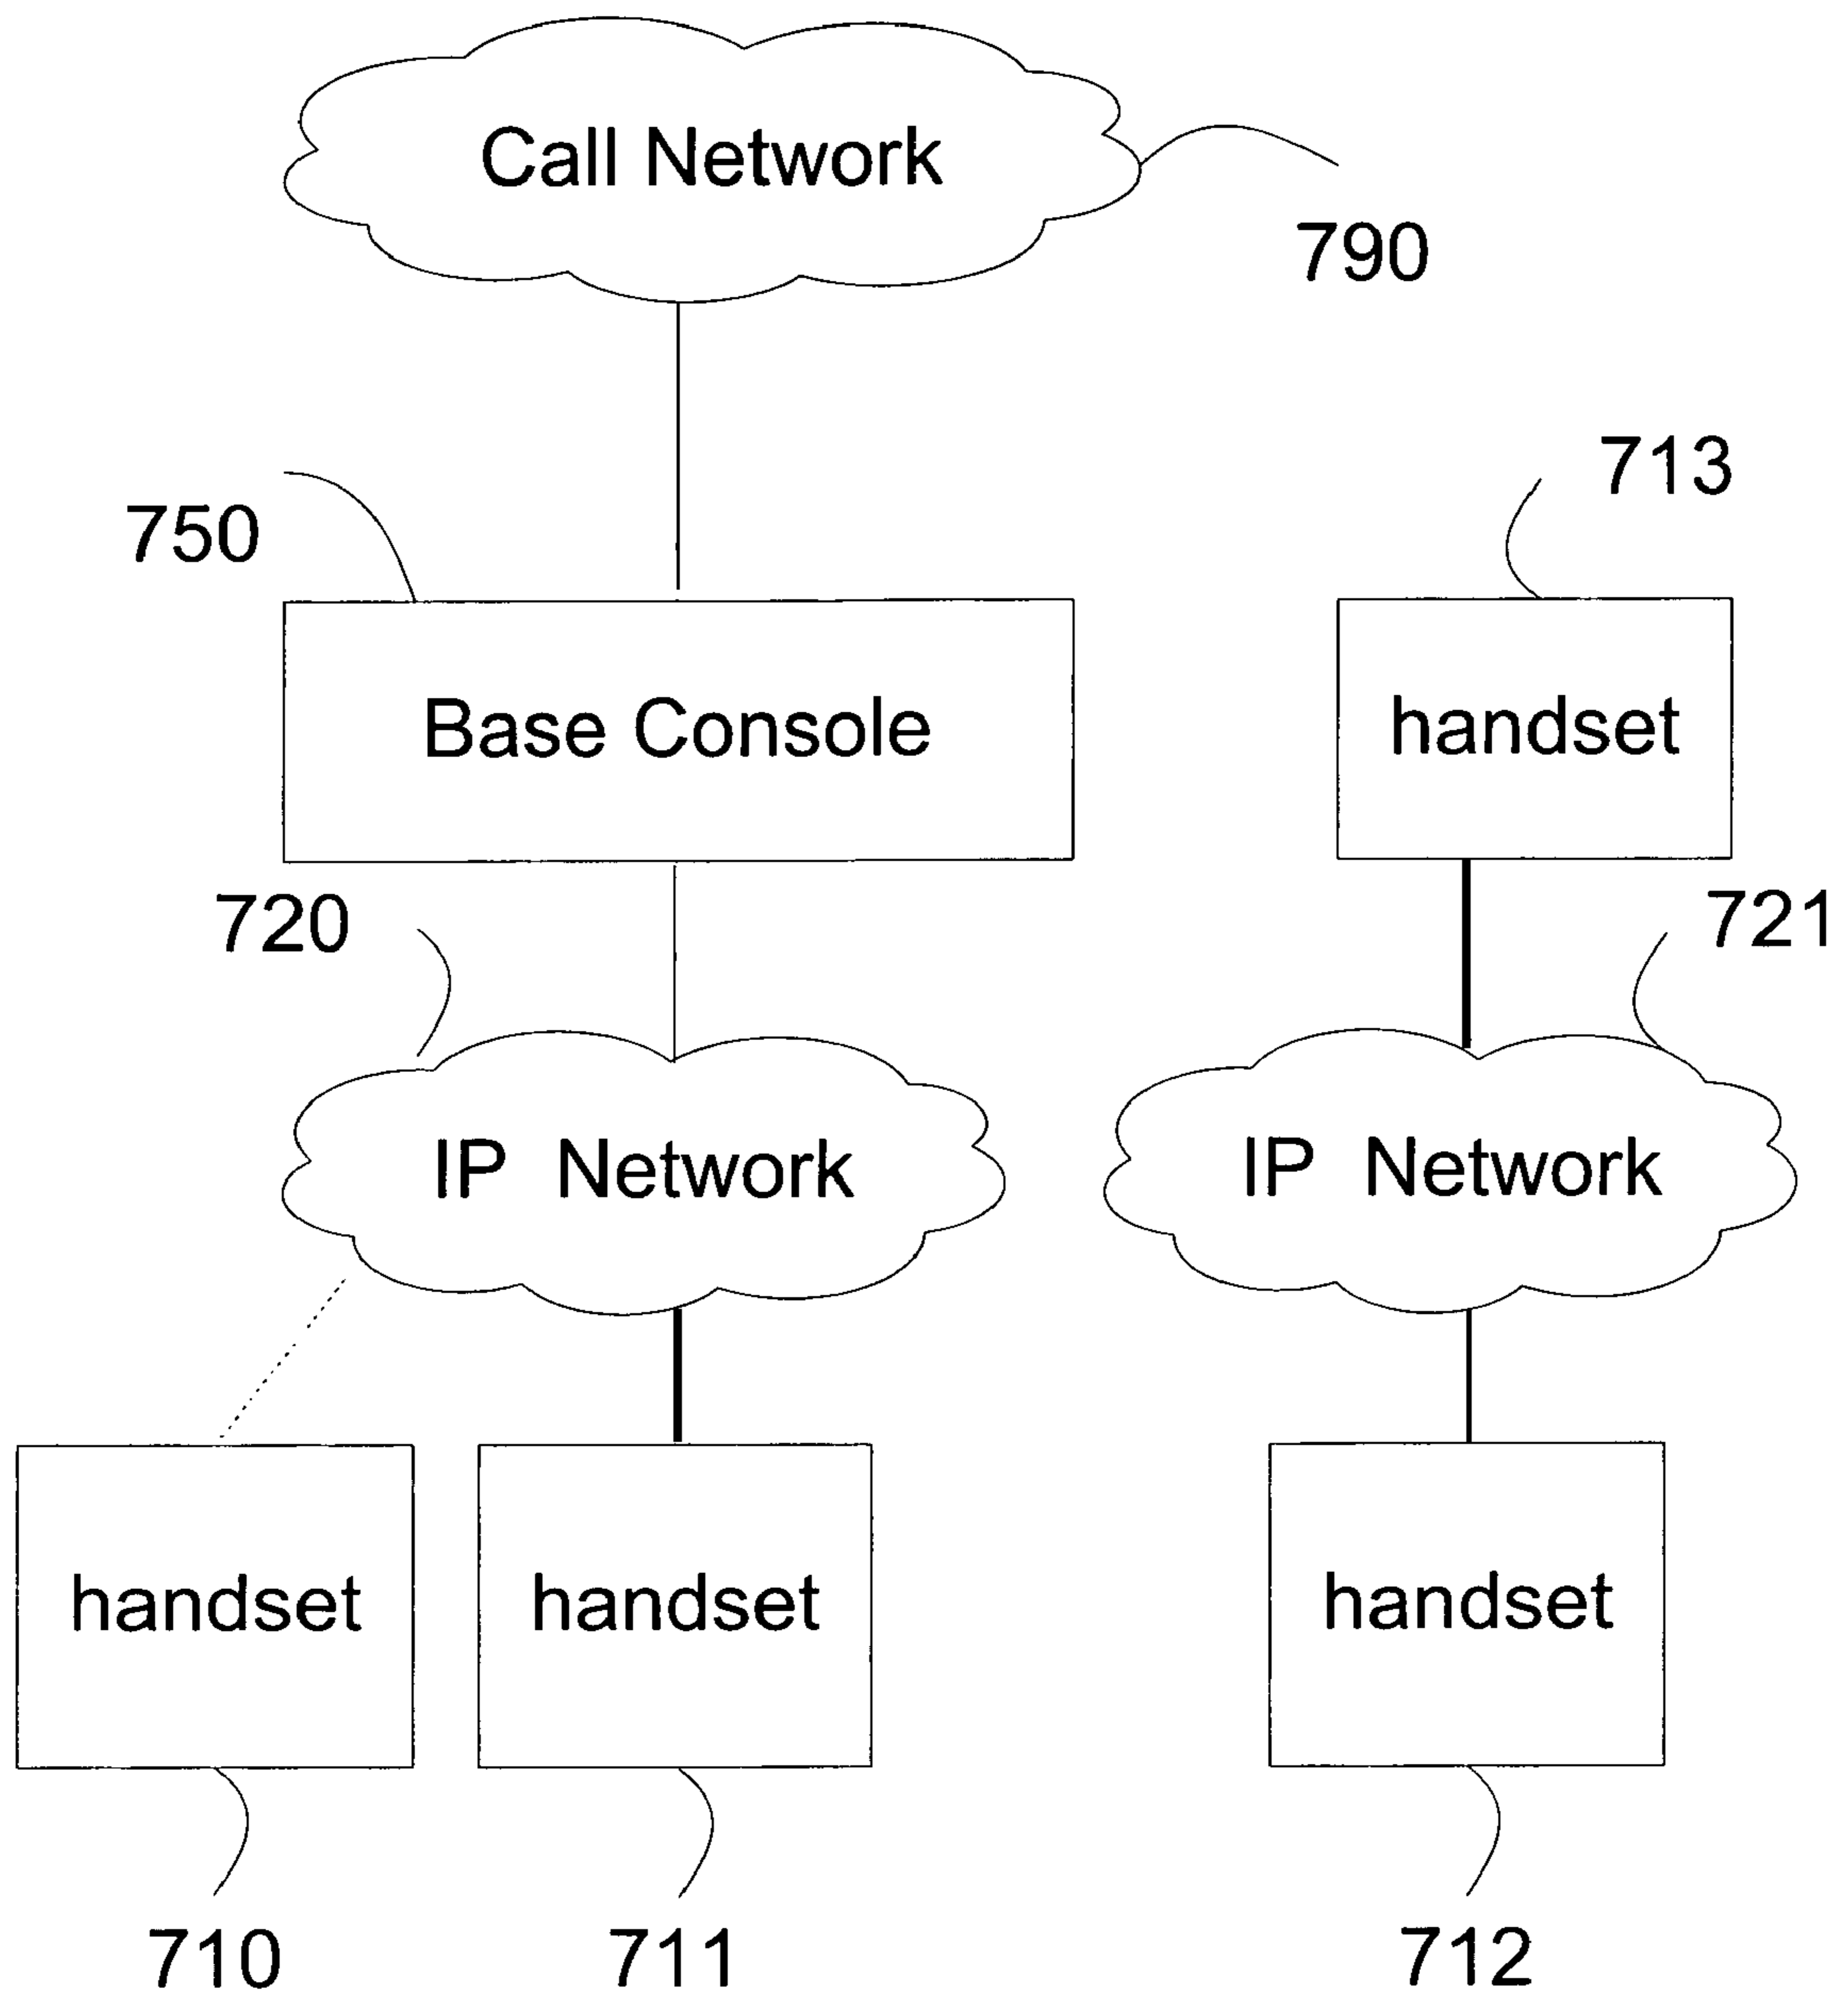 Call Network
790
713
750
Base Console
handset
720
721
IP Network
IP Network
handset
handset
handset
710
711
712